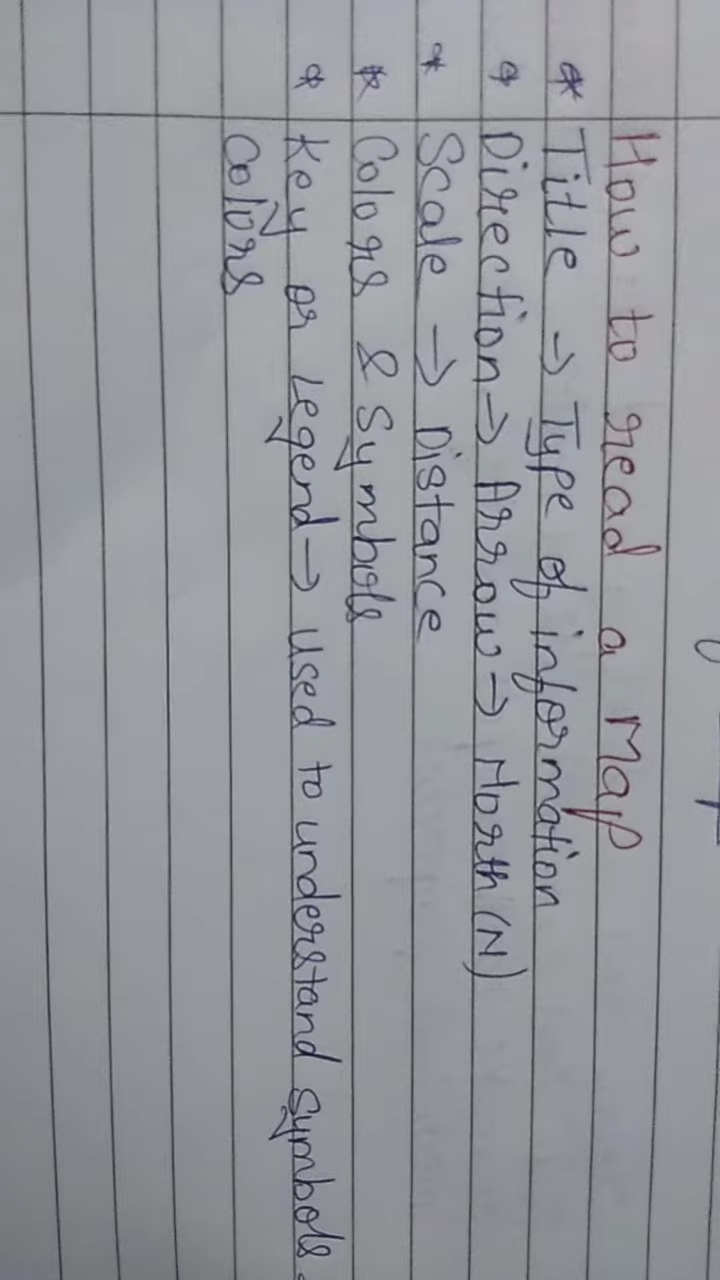 How to read a Map
* Title → Type of information
* Direction → Arrow → North (N)
* Scale → Distance
* Colors & Symbols
* Key or Legend → used to understand symbols
Colors